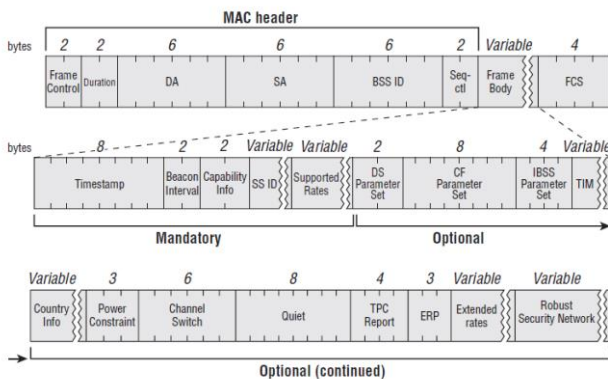 MAC header
bytes 2 2 6 6 6 2 Variable 4
Frame Control Duration DA SA BSS ID Seq-ctl Frame Body FCS
bytes 8 2 2 Variable Variable 2 8 4 Variable
Timestamp Beacon Interval Capability Info SS ID Supported Rates DS Parameter Set CF Parameter Set IBSS Parameter Set TIM
Mandatory Optional
Variable 3 6 8 4 3 Variable Variable
Country Info Power Constraint Channel Switch Quiet TPC Report ERP Extended rates Robust Security Network
Optional (continued)